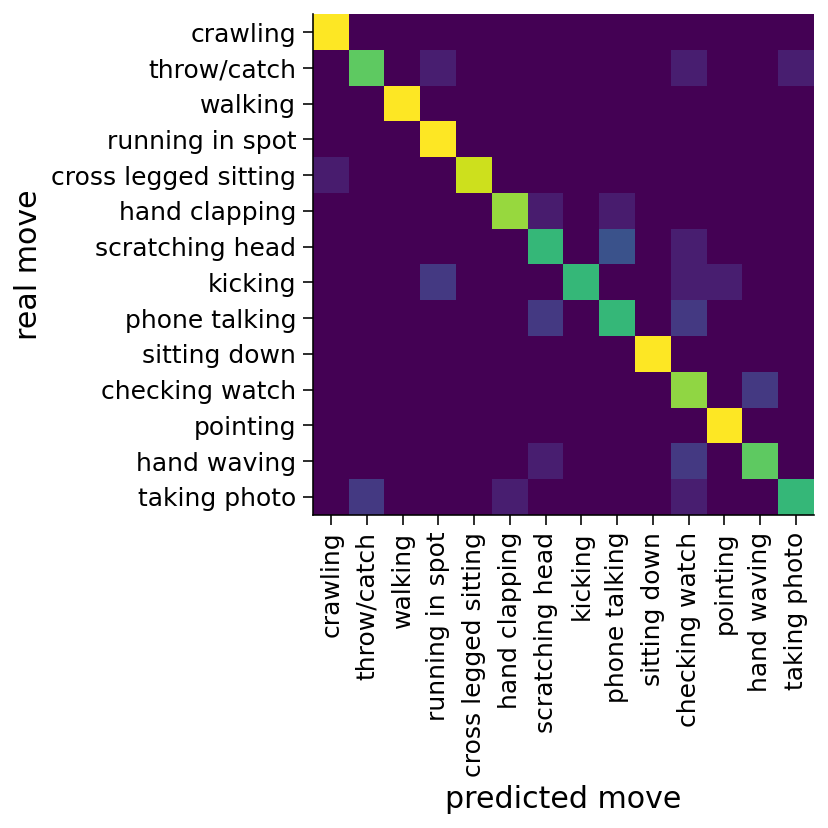 crawling
throw/catch
walking
running in spot
cross legged sitting
hand clapping
scratching head
kicking
phone talking
sitting down
checking watch
pointing
hand waving
taking photo
real move
crawling
throw/catch
walking
running in spot
cross legged sitting
hand clapping
scratching head
kicking
phone talking
sitting down
checking watch
pointing
hand waving
taking photo
predicted move